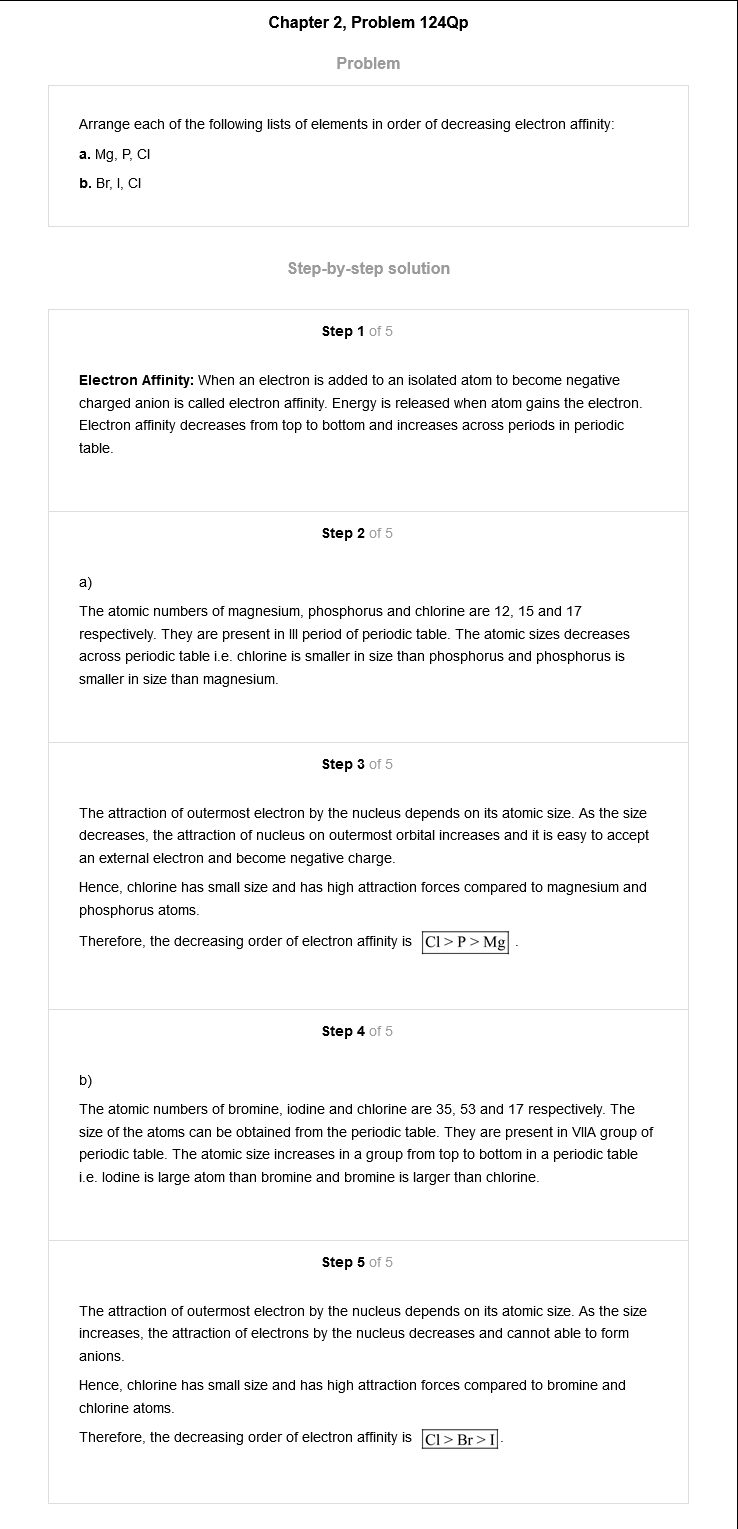 Chapter 2, Problem 124Qp
Problem
Arrange each of the following lists of elements in order of decreasing electron affinity:
a. Mg, P, Cl
b. Br, I, Cl
Step-by-step solution
Step 1 of 5
Electron Affinity: When an electron is added to an isolated atom to become negative
charged anion is called electron affinity. Energy is released when atom gains the electron.
Electron affinity decreases from top to bottom and increases across periods in periodic
table.
Step 2 of 5
a)
The atomic numbers of magnesium, phosphorus and chlorine are 12, 15 and 17
respectively. They are present in III period of periodic table. The atomic sizes decreases
across periodic table i.e. chlorine is smaller in size than phosphorus and phosphorus is
smaller in size than magnesium.
Step 3 of 5
The attraction of outermost electron by the nucleus depends on its atomic size. As the size
decreases, the attraction of nucleus on outermost orbital increases and it is easy to accept
an external electron and become negative charge.
Hence, chlorine has small size and has high attraction forces compared to magnesium and
phosphorus atoms.
Therefore, the decreasing order of electron affinity is Cl > P > Mg .
Step 4 of 5
b)
The atomic numbers of bromine, iodine and chlorine are 35, 53 and 17 respectively. The
size of the atoms can be obtained from the periodic table. They are present in VIIA group of
periodic table. The atomic size increases in a group from top to bottom in a periodic table
i.e. Iodine is large atom than bromine and bromine is larger than chlorine.
Step 5 of 5
The attraction of outermost electron by the nucleus depends on its atomic size. As the size
increases, the attraction of electrons by the nucleus decreases and cannot able to form
anions.
Hence, chlorine has small size and has high attraction forces compared to bromine and
chlorine atoms.
Therefore, the decreasing order of electron affinity is Cl > Br > I .